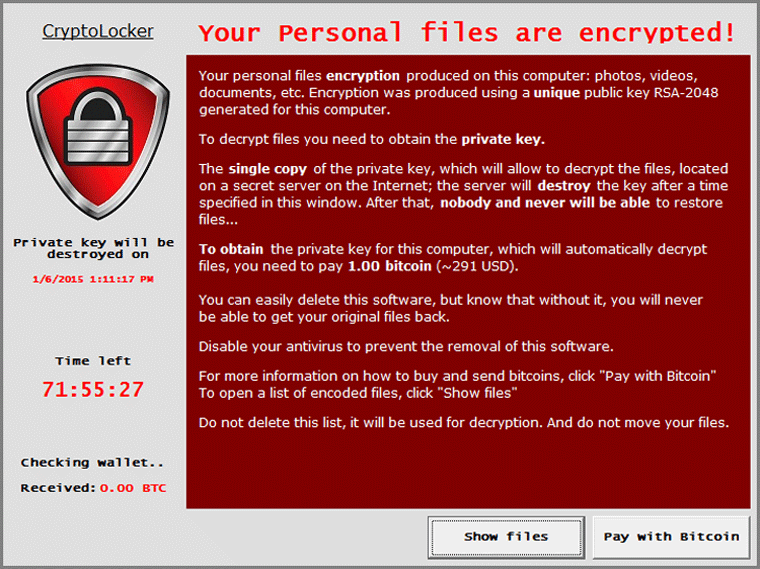 CryptoLocker
Your Personal files are encrypted!
Your personal files encryption produced on this computer: photos, videos,
documents, etc. Encryption was produced using a unique public key RSA-2048
generated for this computer.
To decrypt files you need to obtain the private key.
The single copy of the private key, which will allow to decrypt the files, located
on a secret server on the Internet; the server will destroy the key after a time
specified in this window. After that, nobody and never will be able to restore
files...
To obtain the private key for this computer, which will automatically decrypt
files, you need to pay 1.00 bitcoin (~291 USD).
You can easily delete this software, but know that without it, you will never
be able to get your original files back.
Disable your antivirus to prevent the removal of this software.
For more information on how to buy and send bitcoins, click "Pay with Bitcoin"
To open a list of encoded files, click "Show files"
Do not delete this list, it will be used for decryption. And do not move your files.
Private key will be
destroyed on
1/6/2015 1:11:17 PM
Time left
71:55:27
Checking wallet..
Received: 0.00 BTC
Show files
Pay with Bitcoin